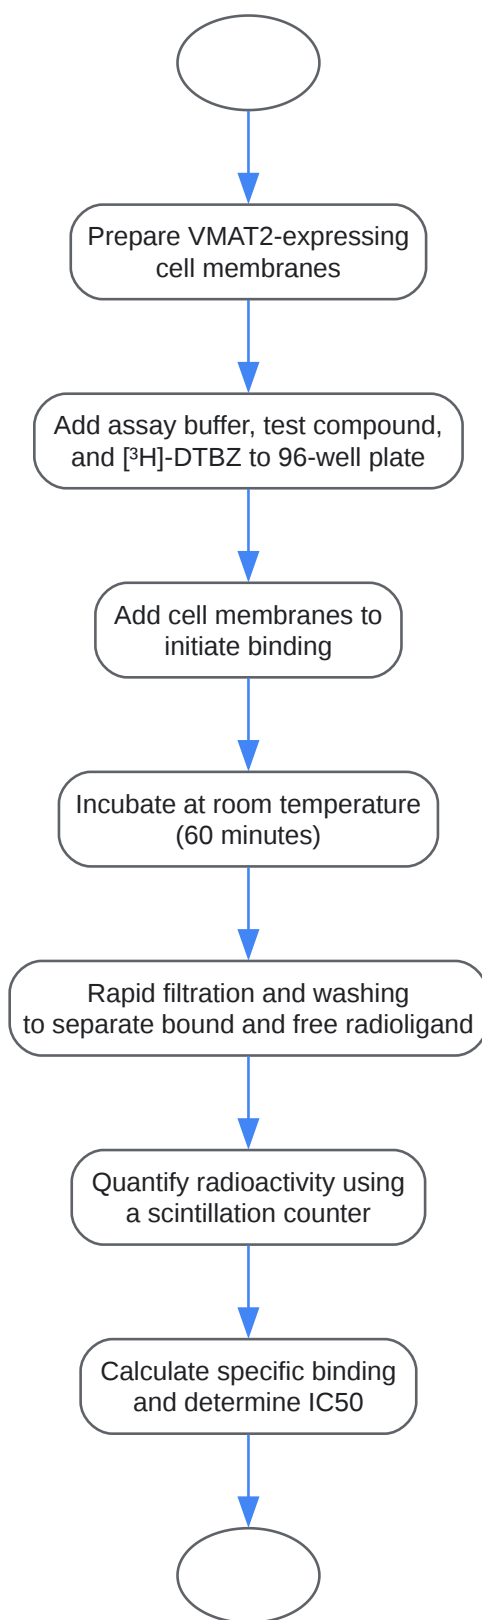 Prepare VMAT2-expressing
cell membranes
Add assay buffer, test compound,
and [³H]-DTBZ to 96-well plate
Add cell membranes to
initiate binding
Incubate at room temperature
(60 minutes)
Rapid filtration and washing
to separate bound and free radioligand
Quantify radioactivity using
a scintillation counter
Calculate specific binding
and determine IC50